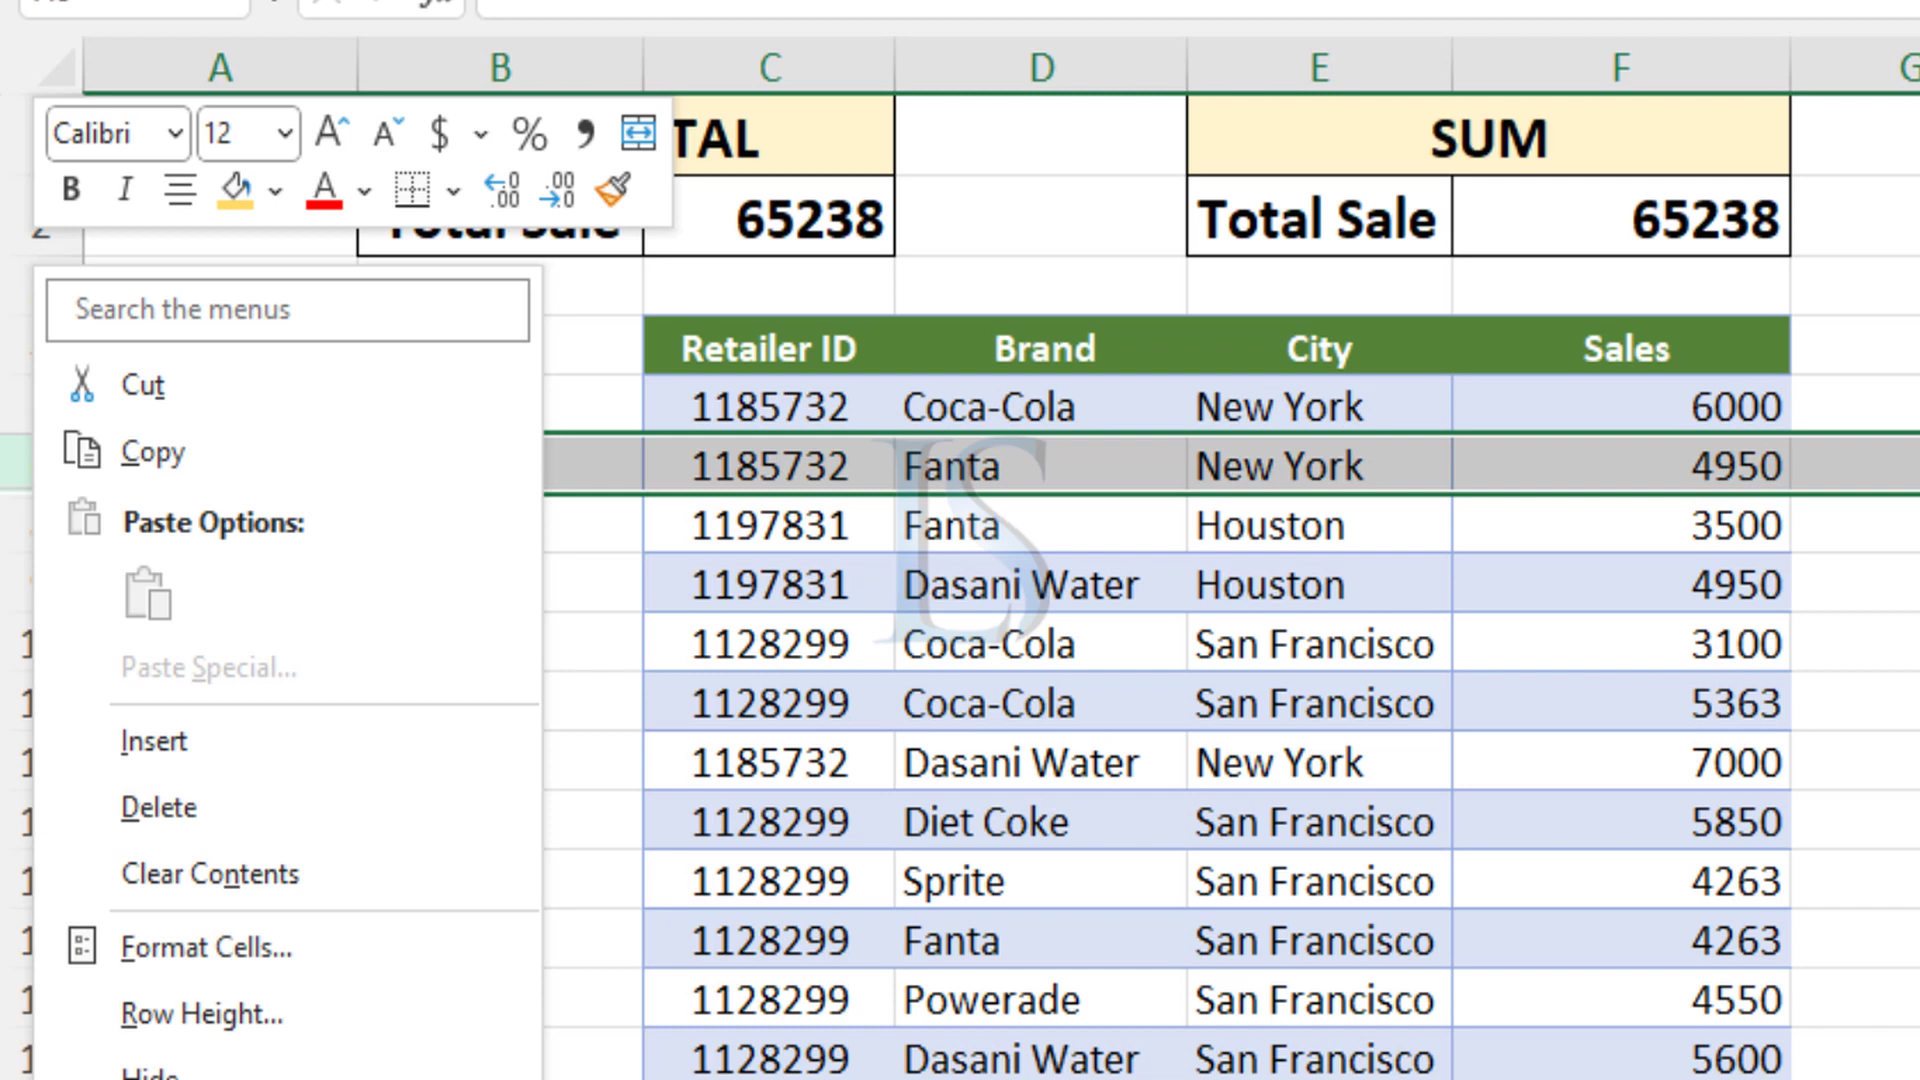 A B C D E F G
Calibri 12 $ % TAL SUM
B I A
Total Sale 65238 Total Sale 65238
Search the menus
Cut
Copy
Paste Options:
Paste Special...
Insert
Delete
Clear Contents
Format Cells...
Row Height...
Hide
Retailer ID Brand City Sales
1185732 Coca-Cola New York 6000
1185732 Fanta New York 4950
1197831 Fanta Houston 3500
1197831 Dasani Water Houston 4950
1128299 Coca-Cola San Francisco 3100
1128299 Coca-Cola San Francisco 5363
1185732 Dasani Water New York 7000
1128299 Diet Coke San Francisco 5850
1128299 Sprite San Francisco 4263
1128299 Fanta San Francisco 4263
1128299 Powerade San Francisco 4550
1128299 Dasani Water San Francisco 5600
LS